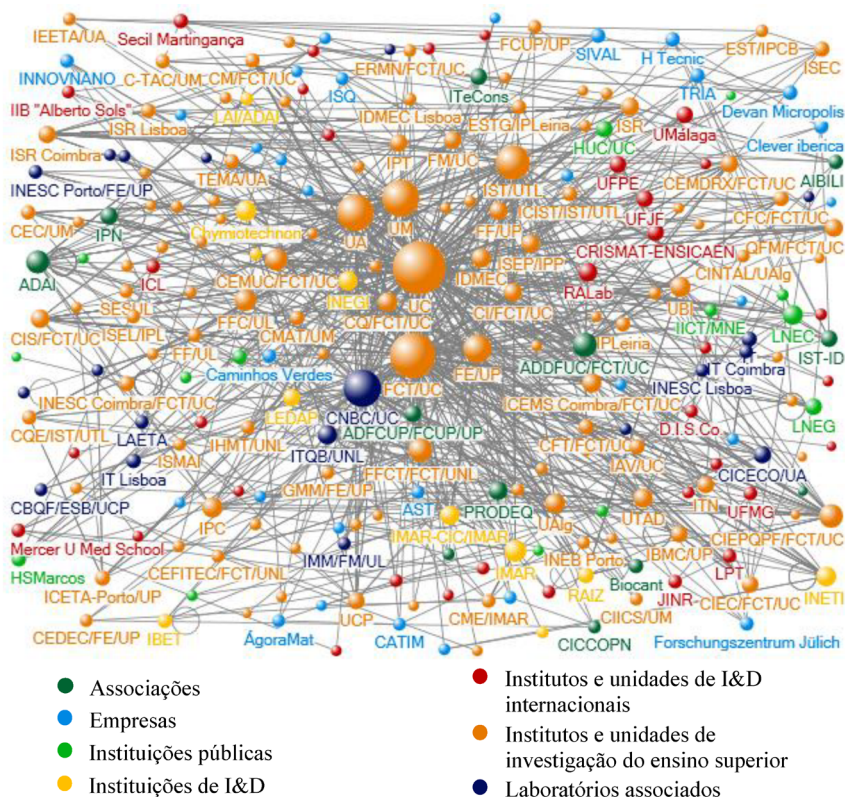 IEETA/UA
Secil Martingança
FCUP/UP
SIVAL
H Tecnic
EST/IPCB
ISEC
INNOVNANO
C-TAC/UM
CM/FCT/UC
ERMN/FCT/UC
ISQ
ITeCons
TRIA
IIB "Alberto Sols"
LAI/ADAI
IDMEC Lisboa
Devan Micropolis
ISR Lisboa
ESTG/IPLeiria
ISR
UMálaga
HUC/UC
Clever iberica
ISR Coimbra
IPT
FM/UC
IST/UTL
TEMA/UA
INESC Porto/FE/UP
UFPE
CEMDRX/FCT/UC
AIBILI
UFJF
CFC/FCT/UC
CEC/UM
IPN
Chymiotechnon
UA
UM
FF/UP
ICIST/IST/UTL
CRISMAT-ENSICAEN
QFM/FCT/UC
ISEP/IPP
ADAI
ICL
CEMUC/FCT/UC
INEGI
UC
IDMEC
RALab
CINTAL/UAlg
SESUL
FFC/UL
CQ/FCT/UC
CI/FCT/UC
UBI
CIS/FCT/UC
ISEL/IPL
CMAT/UM
IICT/MNE
LNEC
FF/UL
IPLeiria
IST-ID
Caminhos Verdes
FCT/UC
FE/UP
ADDFUC/FCT/UC
IT
IT Coimbra
INESC Coimbra/FCT/UC
CNBC/UC
INESC Lisboa
LEDAP
ICEMS Coimbra/FCT/UC
CQE/IST/UTL
LAETA
ADFCUP/FCUP/UP
D.I.S.Co.
LNEG
IHMT/UNL
ITQB/UNL
CFT/FCT/UC
ISMAI
IAV/UC
IT Lisboa
FFCT/FCT/UNL
CICECO/UA
GMM/FE/UP
CBQF/ESB/UCP
IPC
AST
PRODEQ
UAlg
UTAD
ITN
UFMG
IMAR-CIC/IMAR
CIEPQPF/FCT/UC
Mercer U Med School
IMM/FM/UL
IMAR
INEB Porto
JBMC/UP
HSMarcos
CEFITEC/FCT/UNL
LPT
Biocant
ICETA-Porto/UP
RAIZ
JINR
CIEC/FCT/UC
INETI
UCP
CME/IMAR
CIICS/UM
CEDEC/FE/UP
IBET
ÁgoraMat
CATIM
CICCOPN
Forschungszentrum Jülich
Associações
Empresas
Instituições públicas
Instituições de I&D
Institutos e unidades de I&D
internacionais
Institutos e unidades de
investigação do ensino superior
Laboratórios associados